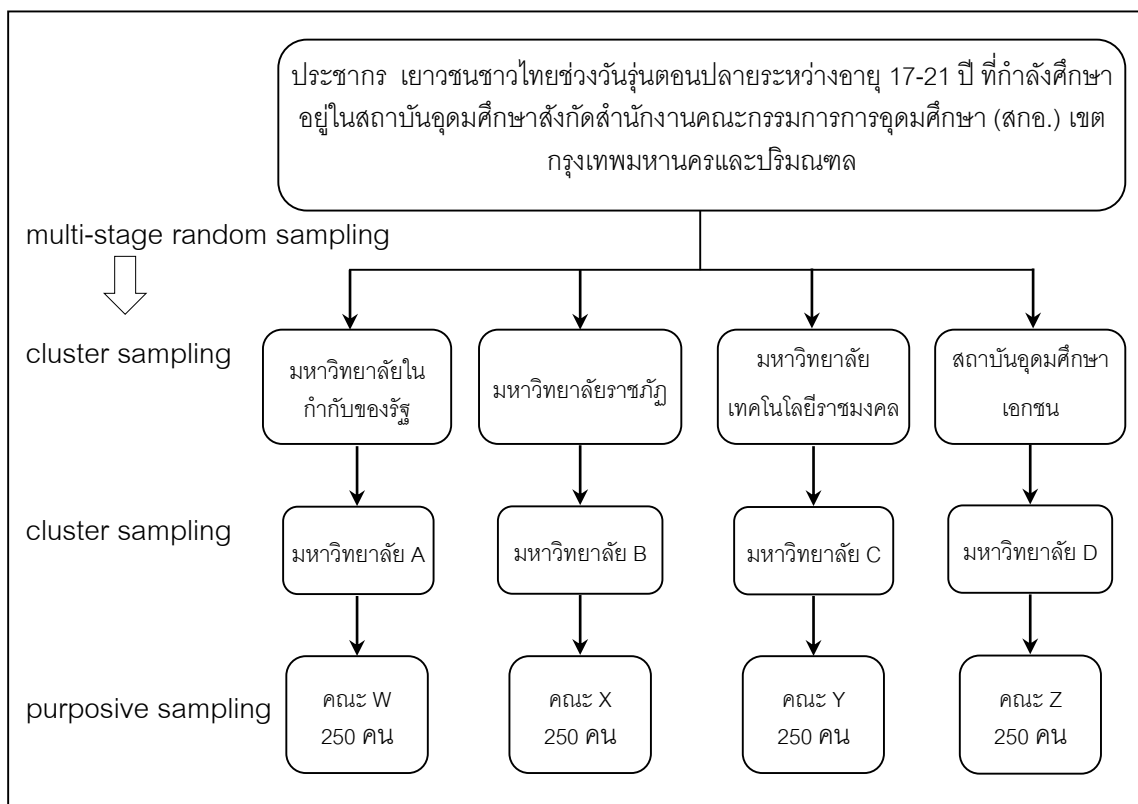 ประชากร เยาวชนชาวไทยช่วงวันรุ่นตอนปลายระหว่างอายุ 17-21 ปี ที่กำลังศึกษา
อยู่ในสถาบันอุดมศึกษาสังกัดสำนักงานคณะกรรมการการอุดมศึกษา (สกอ.) เขต
กรุงเทพมหานครและปริมณฑล
multi-stage random sampling
cluster sampling
มหาวิทยาลัยใน
กำกับของรัฐ
มหาวิทยาลัยราชภัฏ
มหาวิทยาลัย
เทคโนโลยีราชมงคล
สถาบันอุดมศึกษา
เอกชน
cluster sampling
มหาวิทยาลัย A
มหาวิทยาลัย B
มหาวิทยาลัย C
มหาวิทยาลัย D
purposive sampling
คณะ W
250 คน
คณะ X
250 คน
คณะ Y
250 คน
คณะ Z
250 คน